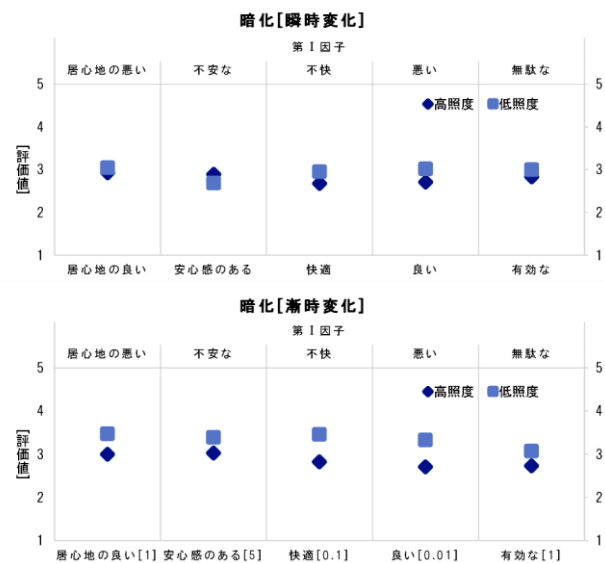 暗化[瞬時変化]
第Ⅰ因子
居心地の悪い 不安な 不快 悪い 無駄な
5 5
高照度 低照度
4 4
[評価値]
3 3
2 2
1 1
居心地の良い 安心感のある 快適 良い 有効な
暗化[漸時変化]
第Ⅰ因子
居心地の悪い 不安な 不快 悪い 無駄な
5 5
高照度 低照度
4 4
[評価値]
3 3
2 2
1 1
居心地の良い[1] 安心感のある[5] 快適[0.1] 良い[0.01] 有効な[1]